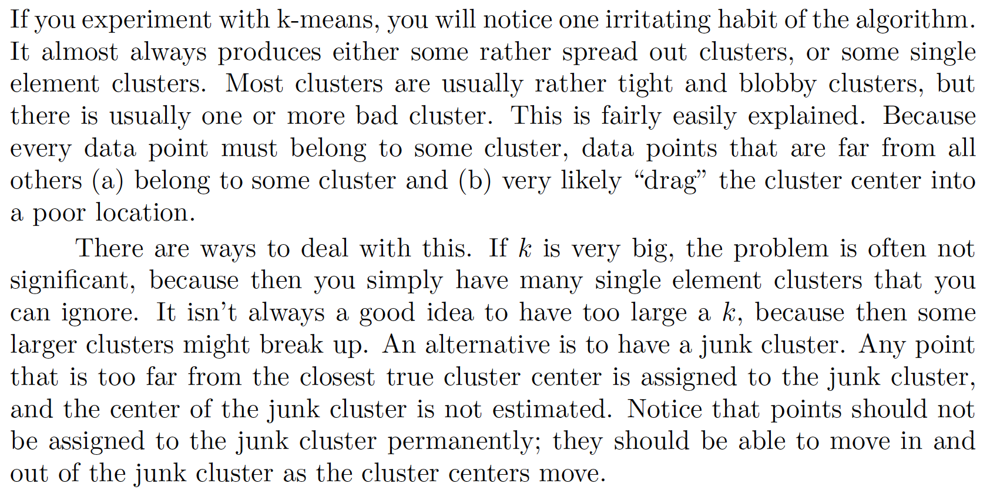 If you experiment with k-means, you will notice one irritating habit of the algorithm.
It almost always produces either some rather spread out clusters, or some single
element clusters. Most clusters are usually rather tight and blobby clusters, but
there is usually one or more bad cluster. This is fairly easily explained. Because
every data point must belong to some cluster, data points that are far from all
others (a) belong to some cluster and (b) very likely “drag” the cluster center into
a poor location.
There are ways to deal with this. If k is very big, the problem is often not
significant, because then you simply have many single element clusters that you
can ignore. It isn’t always a good idea to have too large a k, because then some
larger clusters might break up. An alternative is to have a junk cluster. Any point
that is too far from the closest true cluster center is assigned to the junk cluster,
and the center of the junk cluster is not estimated. Notice that points should not
be assigned to the junk cluster permanently; they should be able to move in and
out of the junk cluster as the cluster centers move.